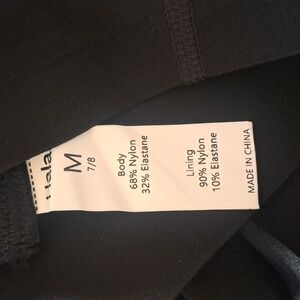 M
7/8
Body
68% Nylon
32% Elastane
Lining
90% Nylon
10% Elastane
MADE IN CHINA